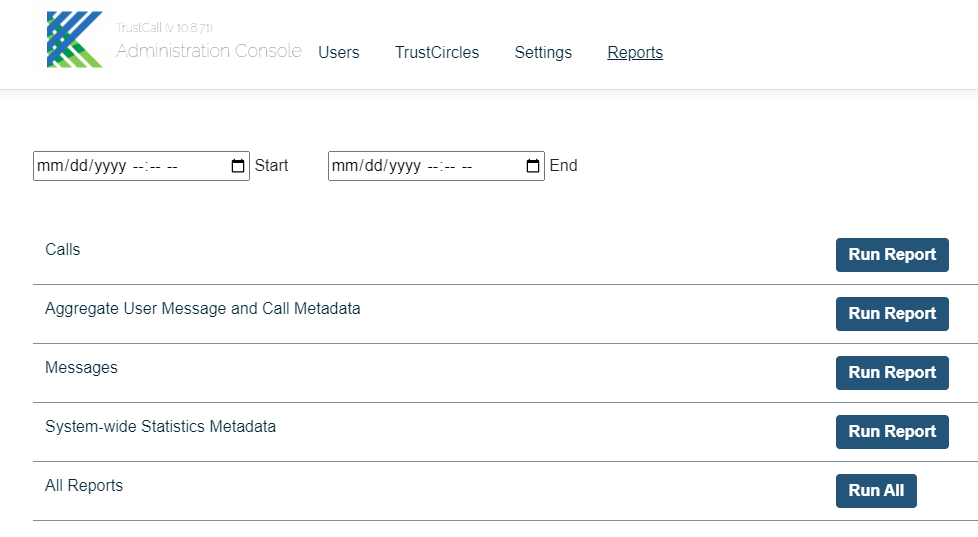 TrustCall (v 10.8.71)
Administration Console Users TrustCircles Settings Reports
mm/dd/yyyy --:-- -- Start mm/dd/yyyy --:-- -- End
Calls Run Report
Aggregate User Message and Call Metadata Run Report
Messages Run Report
System-wide Statistics Metadata Run Report
All Reports Run All